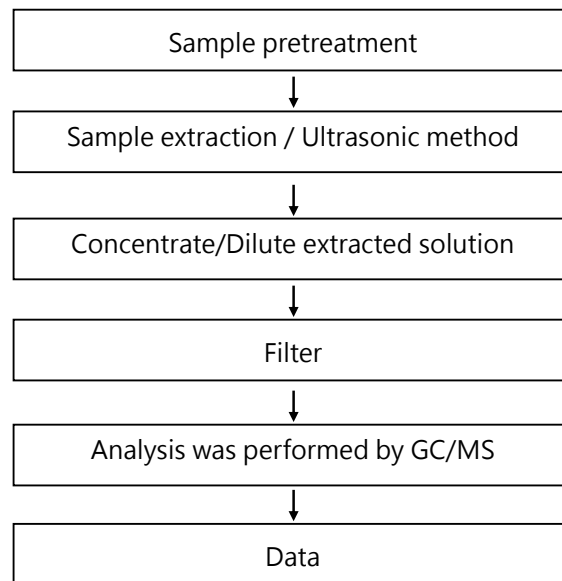 Sample pretreatment
Sample extraction / Ultrasonic method
Concentrate/Dilute extracted solution
Filter
Analysis was performed by GC/MS
Data